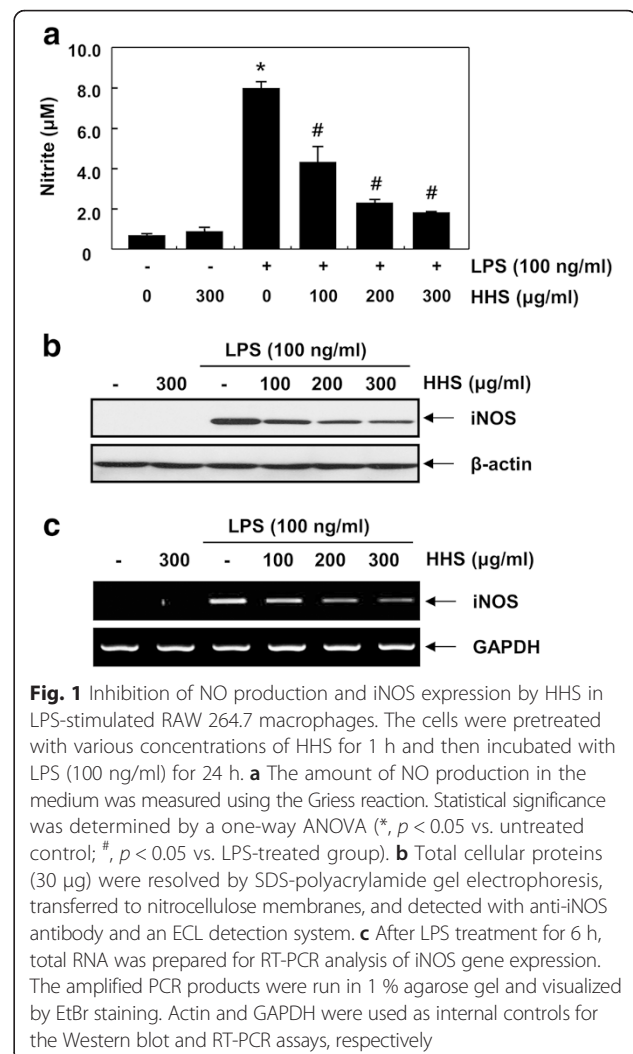 a
10.0
8.0
6.0
4.0
2.0
0
Nitrite (µM)
*
#
#
#
- - + + + + LPS (100 ng/ml)
0 300 0 100 200 300 HHS (µg/ml)
b
LPS (100 ng/ml)
- 300 - 100 200 300 HHS (µg/ml)
iNOS
β-actin
c
LPS (100 ng/ml)
- 300 - 100 200 300 HHS (µg/ml)
iNOS
GAPDH
Fig. 1 Inhibition of NO production and iNOS expression by HHS in
LPS-stimulated RAW 264.7 macrophages. The cells were pretreated
with various concentrations of HHS for 1 h and then incubated with
LPS (100 ng/ml) for 24 h. a The amount of NO production in the
medium was measured using the Griess reaction. Statistical significance
was determined by a one-way ANOVA (*, p < 0.05 vs. untreated
control; #, p < 0.05 vs. LPS-treated group). b Total cellular proteins
(30 µg) were resolved by SDS-polyacrylamide gel electrophoresis,
transferred to nitrocellulose membranes, and detected with anti-iNOS
antibody and an ECL detection system. c After LPS treatment for 6 h,
total RNA was prepared for RT-PCR analysis of iNOS gene expression.
The amplified PCR products were run in 1 % agarose gel and visualized
by EtBr staining. Actin and GAPDH were used as internal controls for
the Western blot and RT-PCR assays, respectively